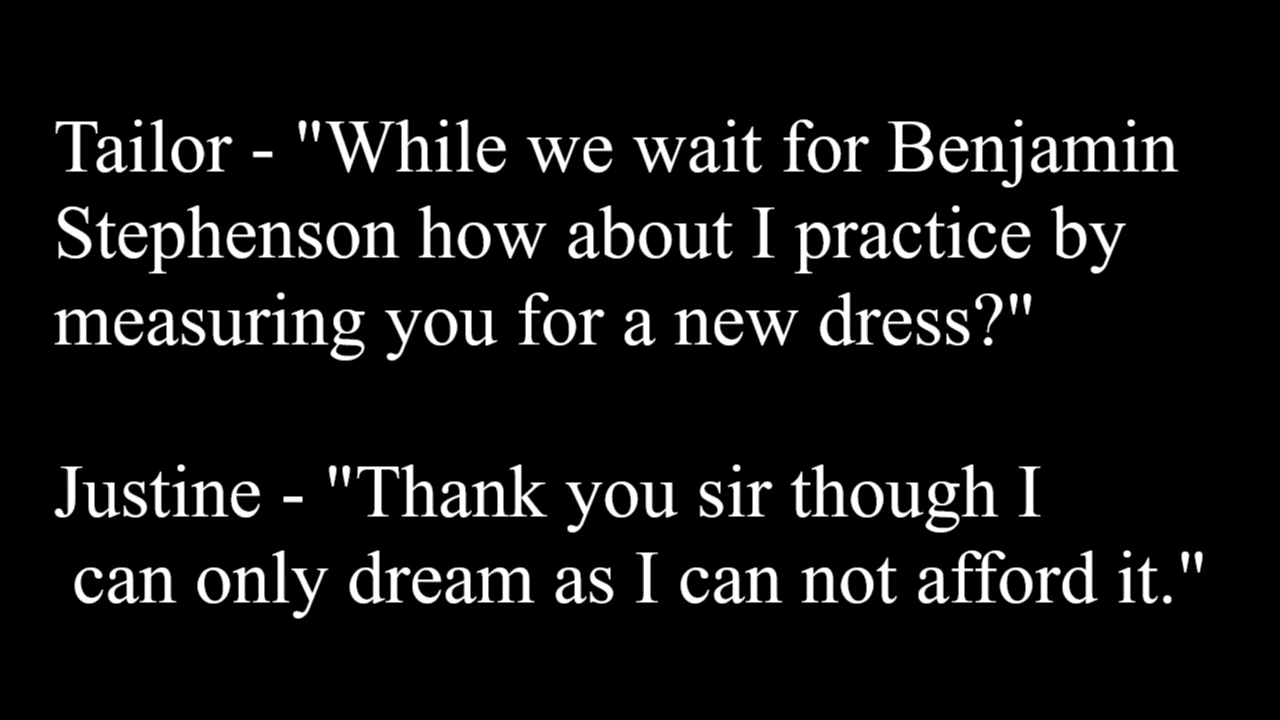 Tailor - "While we wait for Benjamin
Stephenson how about I practice by
measuring you for a new dress?"
Justine - "Thank you sir though I
can only dream as I can not afford it."